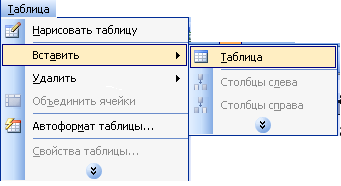 Таблица
Нарисовать таблицу
Вставить
Таблица
Удалить
Столбцы слева
Объединить ячейки
Столбцы справа
Автоформат таблицы...
Свойства таблицы...